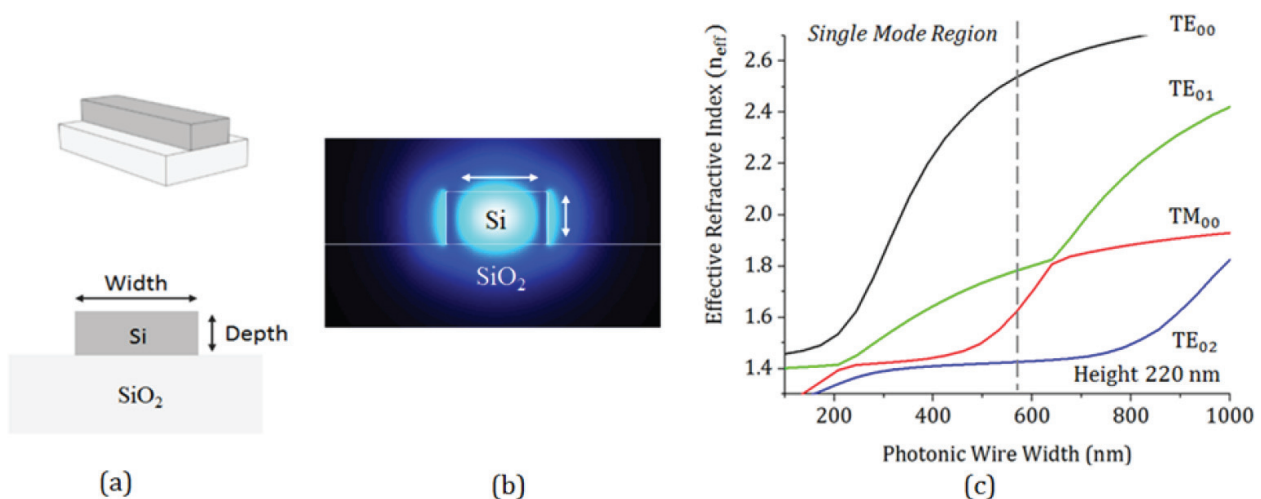 Width
Si
Depth
SiO₂
(a)
Si
SiO₂
(b)
Single Mode Region
TE₀₀
TE₀₁
TM₀₀
TE₀₂
Height 220 nm
Effective Refractive Index (n_eff)
2.6
2.4
2.2
2.0
1.8
1.6
1.4
200 400 600 800 1000
Photonic Wire Width (nm)
(c)